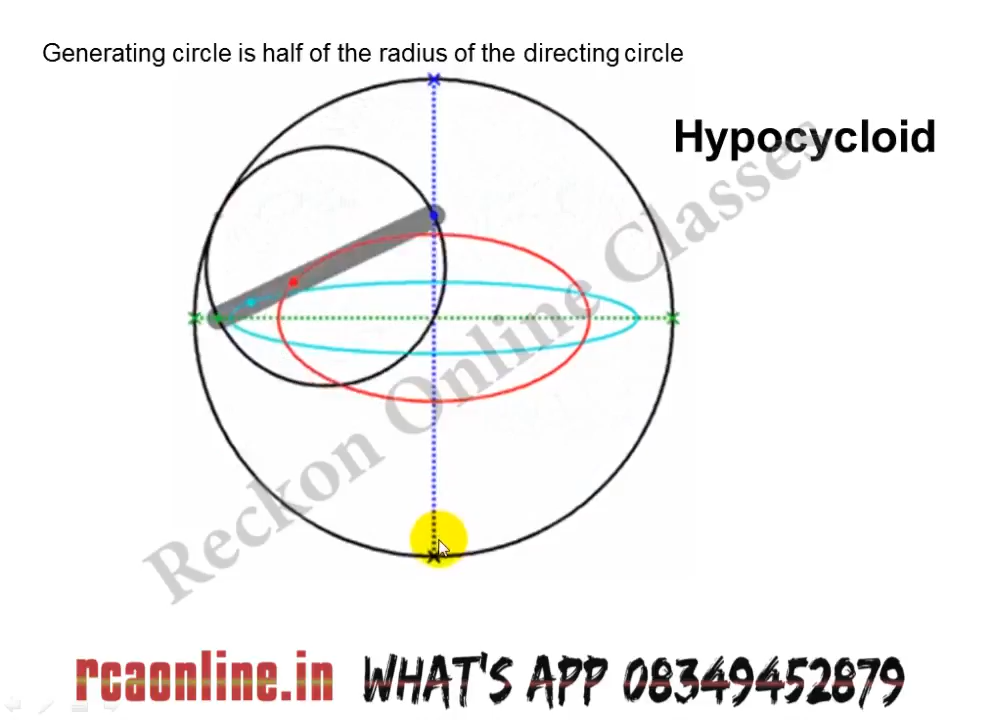 Generating circle is half of the radius of the directing circle
Hypocycloid
Reckon Online Classes
rcaonline.in WHAT'S APP 08349452879